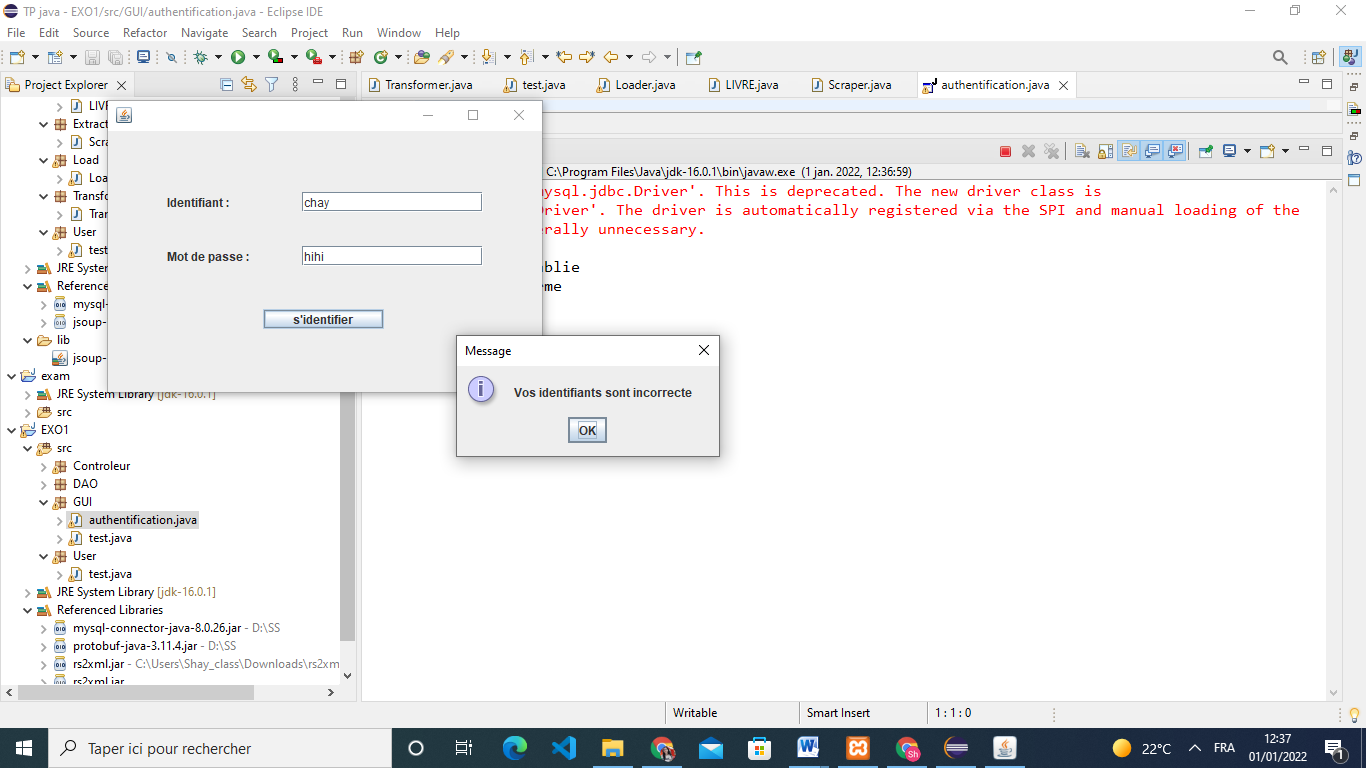 TP java - EXO1/src/GUI/authentification.java - Eclipse IDE
File Edit Source Refactor Navigate Search Project Run Window Help
Project Explorer
Transformer.java test.java Loader.java LIVRE.java Scraper.java authentification.java
LIVR
Extract
Scra
Load
Loa
Transfo
Tran
User
test
JRE System
Reference
mysql-
jsoup-
lib
jsoup-
exam
JRE System Library [jdk-16.0.1]
src
EXO1
src
Controleur
DAO
GUI
authentification.java
test.java
User
test.java
JRE System Library [jdk-16.0.1]
Referenced Libraries
mysql-connector-java-8.0.26.jar - D:\SS
protobuf-java-3.11.4.jar - D:\SS
rs2xml.jar - C:\Users\Shay_class\Downloads\rs2xm
rs2xml.jar
Identifiant : chay
Mot de passe : hihi
s'identifier
C:\Program Files\Java\jdk-16.0.1\bin\javaw.exe (1 jan. 2022, 12:36:59)
ysql.jdbc.Driver'. This is deprecated. The new driver class is
Driver'. The driver is automatically registered via the SPI and manual loading of the
erally unnecessary.
blie
me
Message
Vos identifiants sont incorrecte
OK
Writable Smart Insert 1 : 1 : 0
Taper ici pour rechercher
22°C FRA 12:37
01/01/2022
1